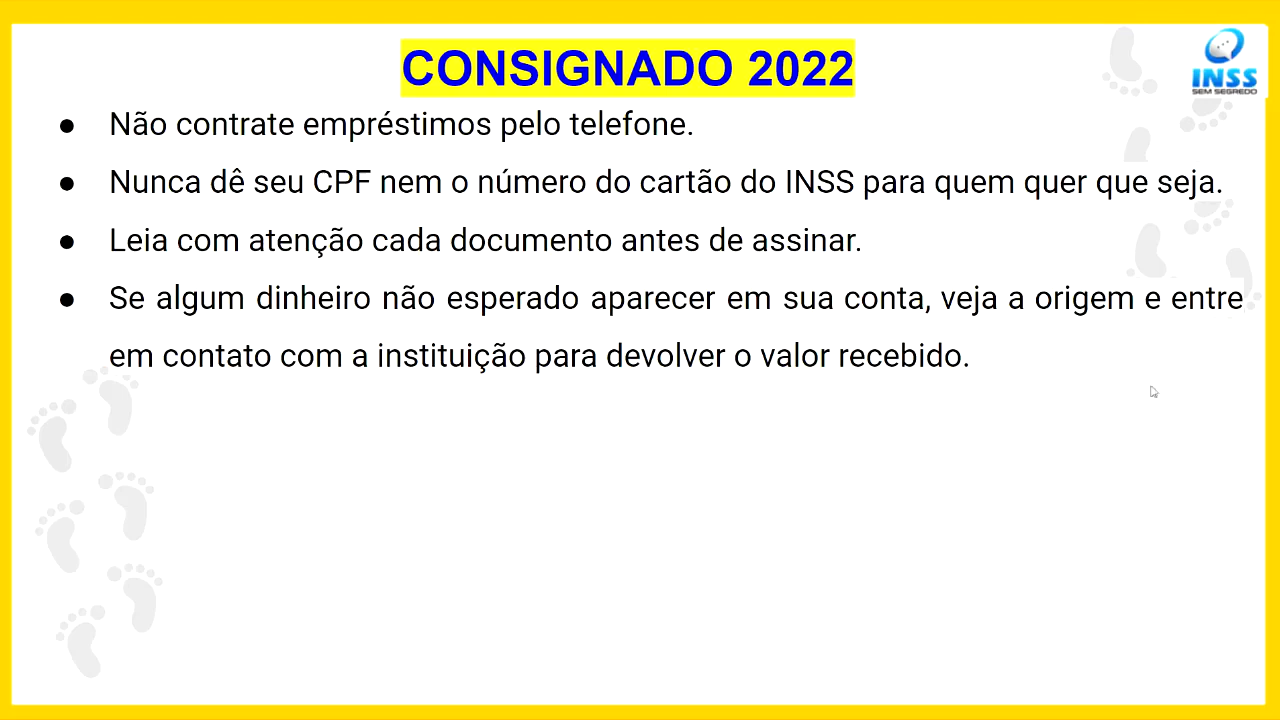 CONSIGNADO 2022
INSS
SEM SEGREDO
● Não contrate empréstimos pelo telefone.
● Nunca dê seu CPF nem o número do cartão do INSS para quem quer que seja.
● Leia com atenção cada documento antes de assinar.
● Se algum dinheiro não esperado aparecer em sua conta, veja a origem e entre
em contato com a instituição para devolver o valor recebido.